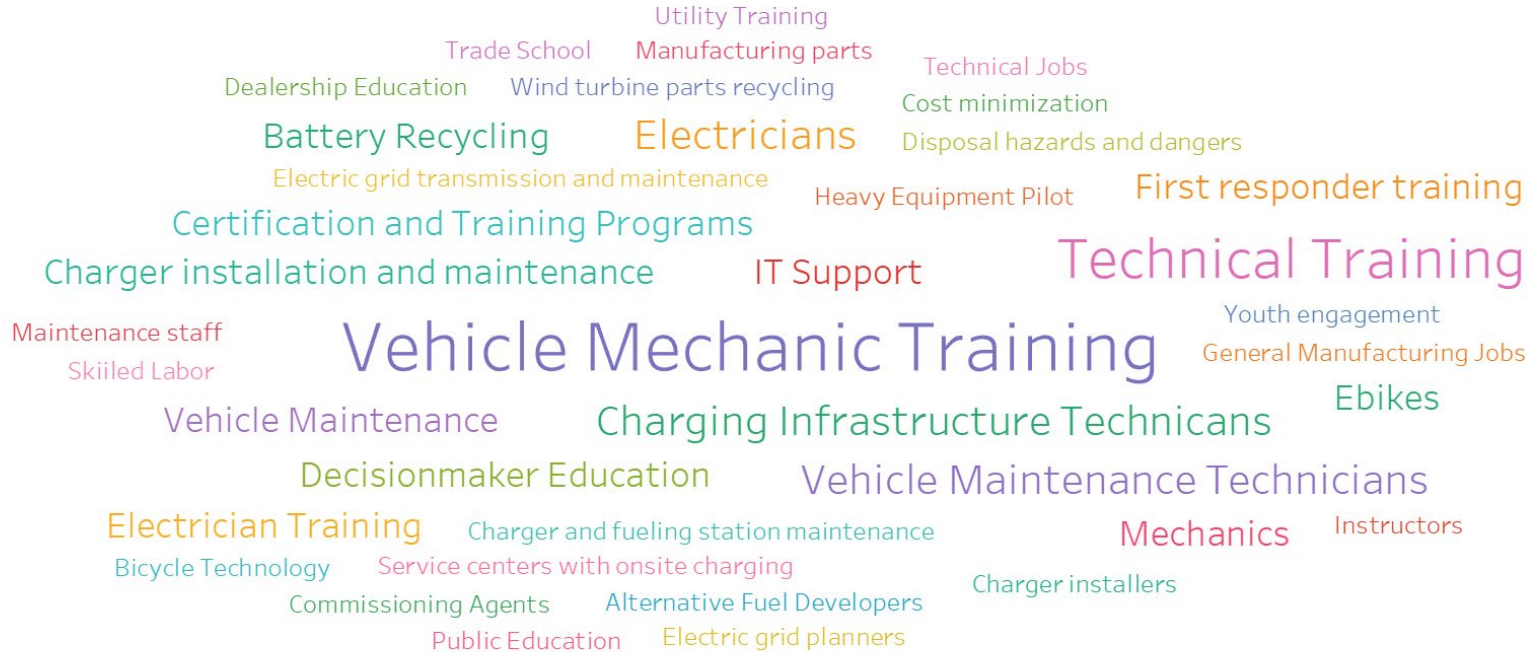 Utility Training
Trade School
Manufacturing parts
Technical Jobs
Dealership Education
Wind turbine parts recycling
Cost minimization
Battery Recycling
Electricians
Disposal hazards and dangers
Electric grid transmission and maintenance
Heavy Equipment Pilot
First responder training
Certification and Training Programs
Technical Training
Charger installation and maintenance
IT Support
Youth engagement
Maintenance staff
Vehicle Mechanic Training
General Manufacturing Jobs
Skiiled Labor
Ebikes
Vehicle Maintenance
Charging Infrastructure Technicans
Decisionmaker Education
Vehicle Maintenance Technicians
Electrician Training
Charger and fueling station maintenance
Mechanics
Instructors
Bicycle Technology
Service centers with onsite charging
Charger installers
Commissioning Agents
Alternative Fuel Developers
Public Education
Electric grid planners